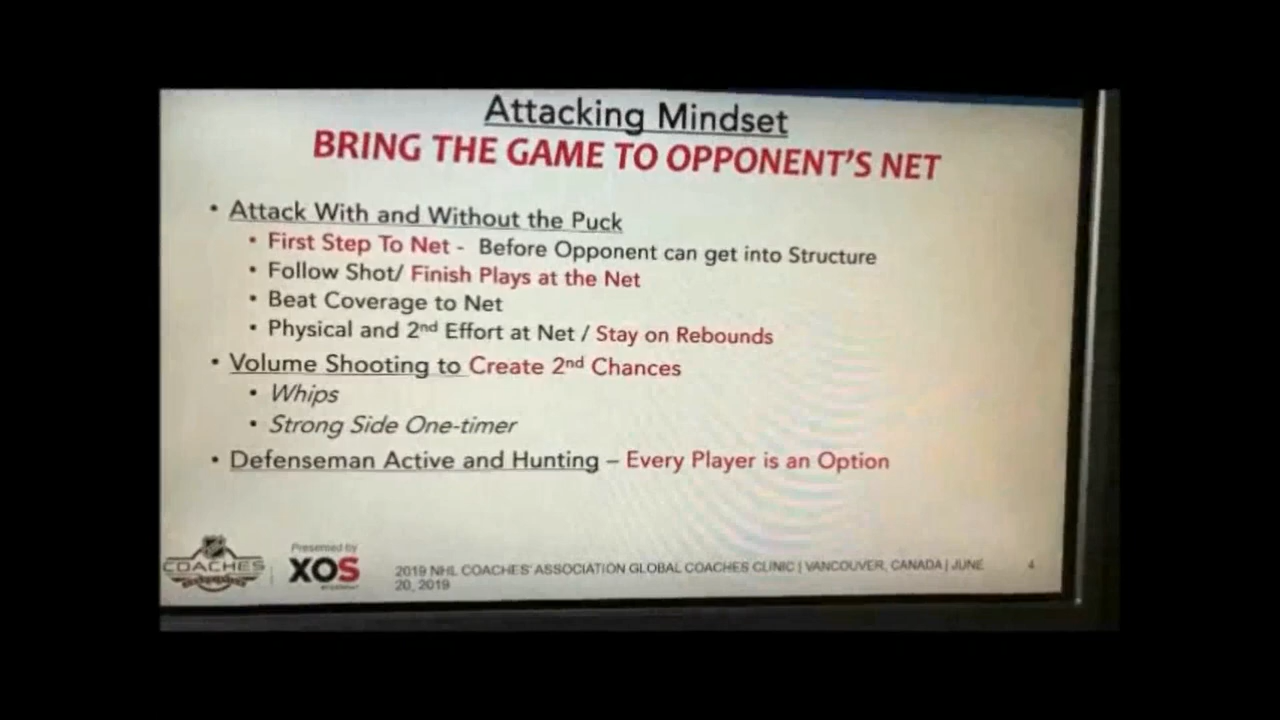 Attacking Mindset
BRING THE GAME TO OPPONENT'S NET
• Attack With and Without the Puck
• First Step To Net - Before Opponent can get into Structure
• Follow Shot/ Finish Plays at the Net
• Beat Coverage to Net
• Physical and 2nd Effort at Net / Stay on Rebounds
• Volume Shooting to Create 2nd Chances
• Whips
• Strong Side One-timer
• Defenseman Active and Hunting – Every Player is an Option
COACHES
Presented by
XOS
2019 NHL COACHES' ASSOCIATION GLOBAL COACHES CLINIC | VANCOUVER, CANADA | JUNE
20, 2019
4